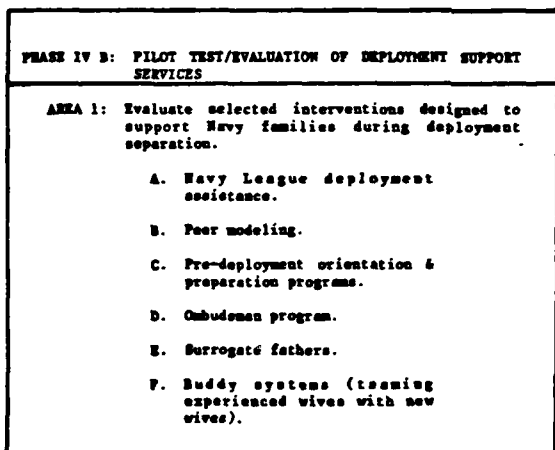 PHASE IV B: PILOT TEST/EVALUATION OF DEPLOYMENT SUPPORT
SERVICES
AREA 1: Evaluate selected interventions designed to
support Navy families during deployment
separation.
A. Navy League deployment
assistance.
B. Peer modeling.
C. Pre-deployment orientation &
preparation programs.
D. Ombudsman program.
E. Surrogate fathers.
F. Buddy systems (teaming
experienced wives with new
wives).